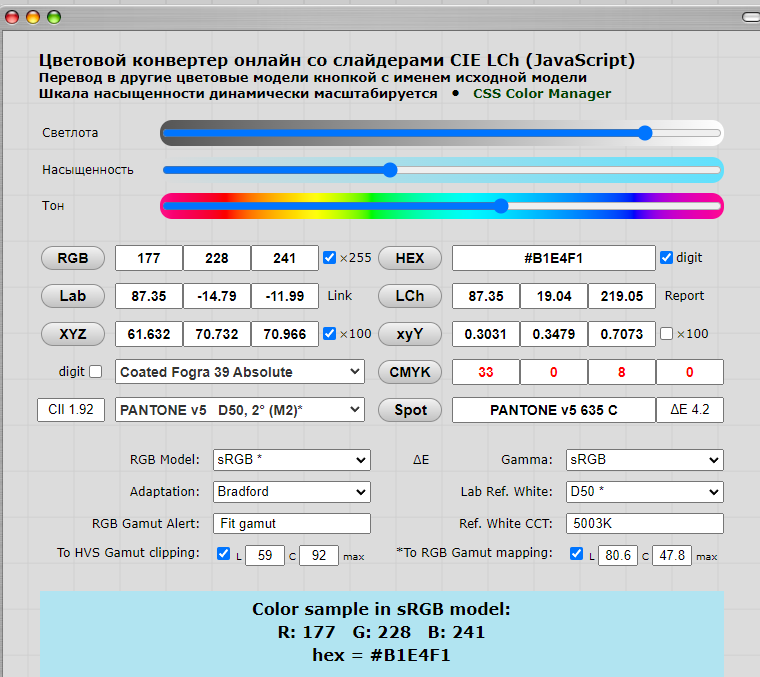 Цветовой конвертер онлайн со слайдерами CIE LCh (JavaScript)
Перевод в другие цветовые модели кнопкой с именем исходной модели
Шкала насыщенности динамически масштабируется • CSS Color Manager
Светлота
Насыщенность
Тон
RGB 177 228 241 ×255 HEX #B1E4F1 digit
Lab 87.35 -14.79 -11.99 Link LCh 87.35 19.04 219.05 Report
XYZ 61.632 70.732 70.966 ×100 xyY 0.3031 0.3479 0.7073 ×100
digit Coated Fogra 39 Absolute CMYK 33 0 8 0
CII 1.92 PANTONE v5 D50, 2° (M2)* Spot PANTONE v5 635 C ΔE 4.2
RGB Model: sRGB * ΔE Gamma: sRGB
Adaptation: Bradford Lab Ref. White: D50 *
RGB Gamut Alert: Fit gamut Ref. White CCT: 5003K
To HVS Gamut clipping: L 59 C 92 max *To RGB Gamut mapping: L 80.6 C 47.8 max
Color sample in sRGB model:
R: 177 G: 228 B: 241
hex = #B1E4F1